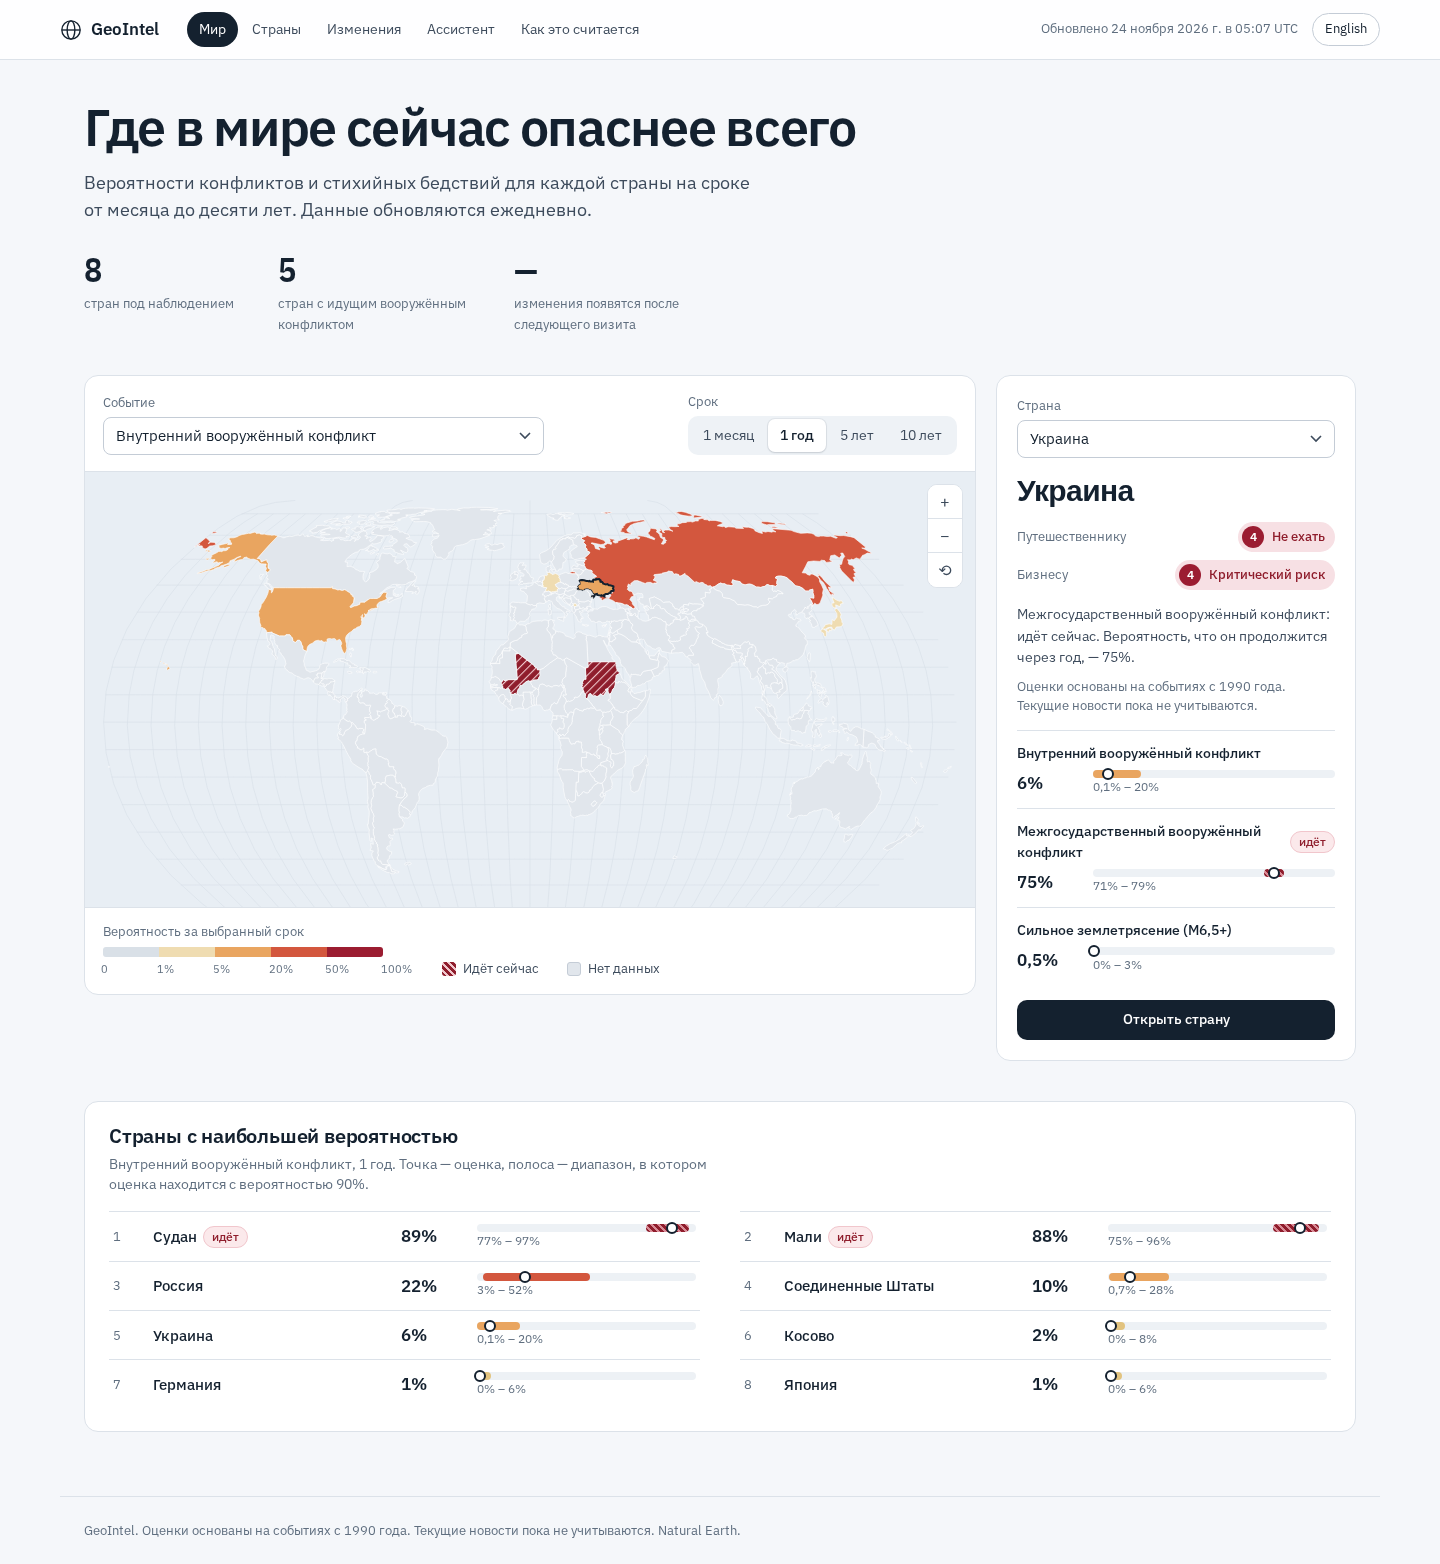 GeoIntel
Мир
Страны
Изменения
Ассистент
Как это считается
Обновлено 24 ноября 2026 г. в 05:07 UTC
English
Где в мире сейчас опаснее всего
Вероятности конфликтов и стихийных бедствий для каждой страны на сроке
от месяца до десяти лет. Данные обновляются ежедневно.
8
стран под наблюдением
5
стран с идущим вооружённым
конфликтом
—
изменения появятся после
следующего визита
Событие
Внутренний вооружённый конфликт
Срок
1 месяц
1 год
5 лет
10 лет
+
−
⟲
Вероятность за выбранный срок
0
1%
5%
20%
50%
100%
Идёт сейчас
Нет данных
Страна
Украина
Украина
Путешественнику
4 Не ехать
Бизнесу
4 Критический риск
Межгосударственный вооружённый конфликт:
идёт сейчас. Вероятность, что он продолжится
через год, — 75%.
Оценки основаны на событиях с 1990 года.
Текущие новости пока не учитываются.
Внутренний вооружённый конфликт
6%
0,1% – 20%
Межгосударственный вооружённый
конфликт
идёт
75%
71% – 79%
Сильное землетрясение (M6,5+)
0,5%
0% – 3%
Открыть страну
Страны с наибольшей вероятностью
Внутренний вооружённый конфликт, 1 год. Точка — оценка, полоса — диапазон, в котором
оценка находится с вероятностью 90%.
1 Судан идёт 89% 77% – 97%
2 Мали идёт 88% 75% – 96%
3 Россия 22% 3% – 52%
4 Соединенные Штаты 10% 0,7% – 28%
5 Украина 6% 0,1% – 20%
6 Косово 2% 0% – 8%
7 Германия 1% 0% – 6%
8 Япония 1% 0% – 6%
GeoIntel. Оценки основаны на событиях с 1990 года. Текущие новости пока не учитываются. Natural Earth.